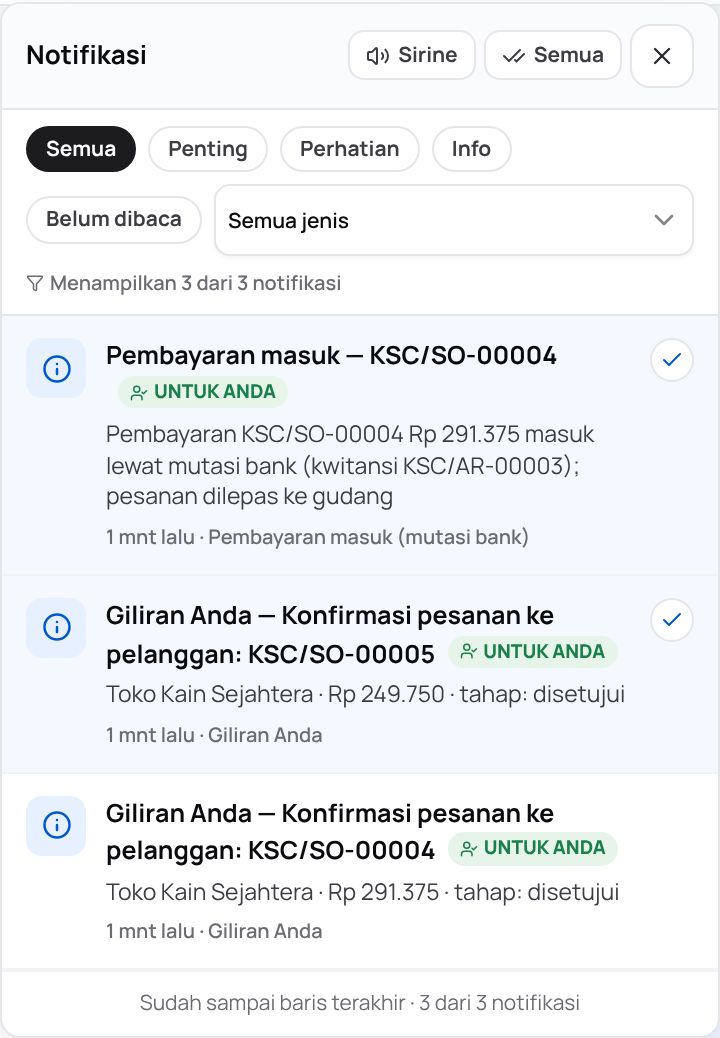 Notifikasi
Sirine
Semua
Semua
Penting
Perhatian
Info
Belum dibaca
Semua jenis
Menampilkan 3 dari 3 notifikasi
Pembayaran masuk — KSC/SO-00004
UNTUK ANDA
Pembayaran KSC/SO-00004 Rp 291.375 masuk
lewat mutasi bank (kwitansi KSC/AR-00003);
pesanan dilepas ke gudang
1 mnt lalu · Pembayaran masuk (mutasi bank)
Giliran Anda — Konfirmasi pesanan ke
pelanggan: KSC/SO-00005 UNTUK ANDA
Toko Kain Sejahtera · Rp 249.750 · tahap: disetujui
1 mnt lalu · Giliran Anda
Giliran Anda — Konfirmasi pesanan ke
pelanggan: KSC/SO-00004 UNTUK ANDA
Toko Kain Sejahtera · Rp 291.375 · tahap: disetujui
1 mnt lalu · Giliran Anda
Sudah sampai baris terakhir · 3 dari 3 notifikasi